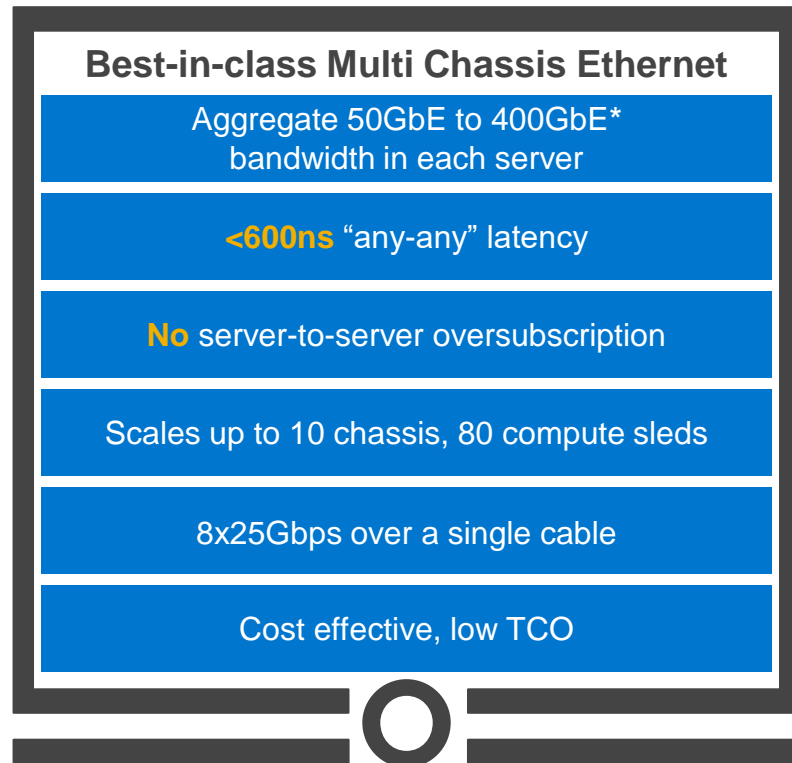 Best-in-class Multi Chassis Ethernet
Aggregate 50GbE to 400GbE*
bandwidth in each server
<600ns “any-any” latency
No server-to-server oversubscription
Scales up to 10 chassis, 80 compute sleds
8x25Gbps over a single cable
Cost effective, low TCO